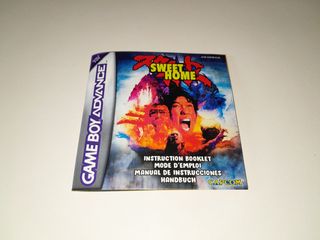 GAME BOY ADVANCE
SWEET
HOME
INSTRUCTION BOOKLET
MODE D'EMPLOI
MANUAL DE INSTRUCCIONES
HANDBUCH
CAPCOM